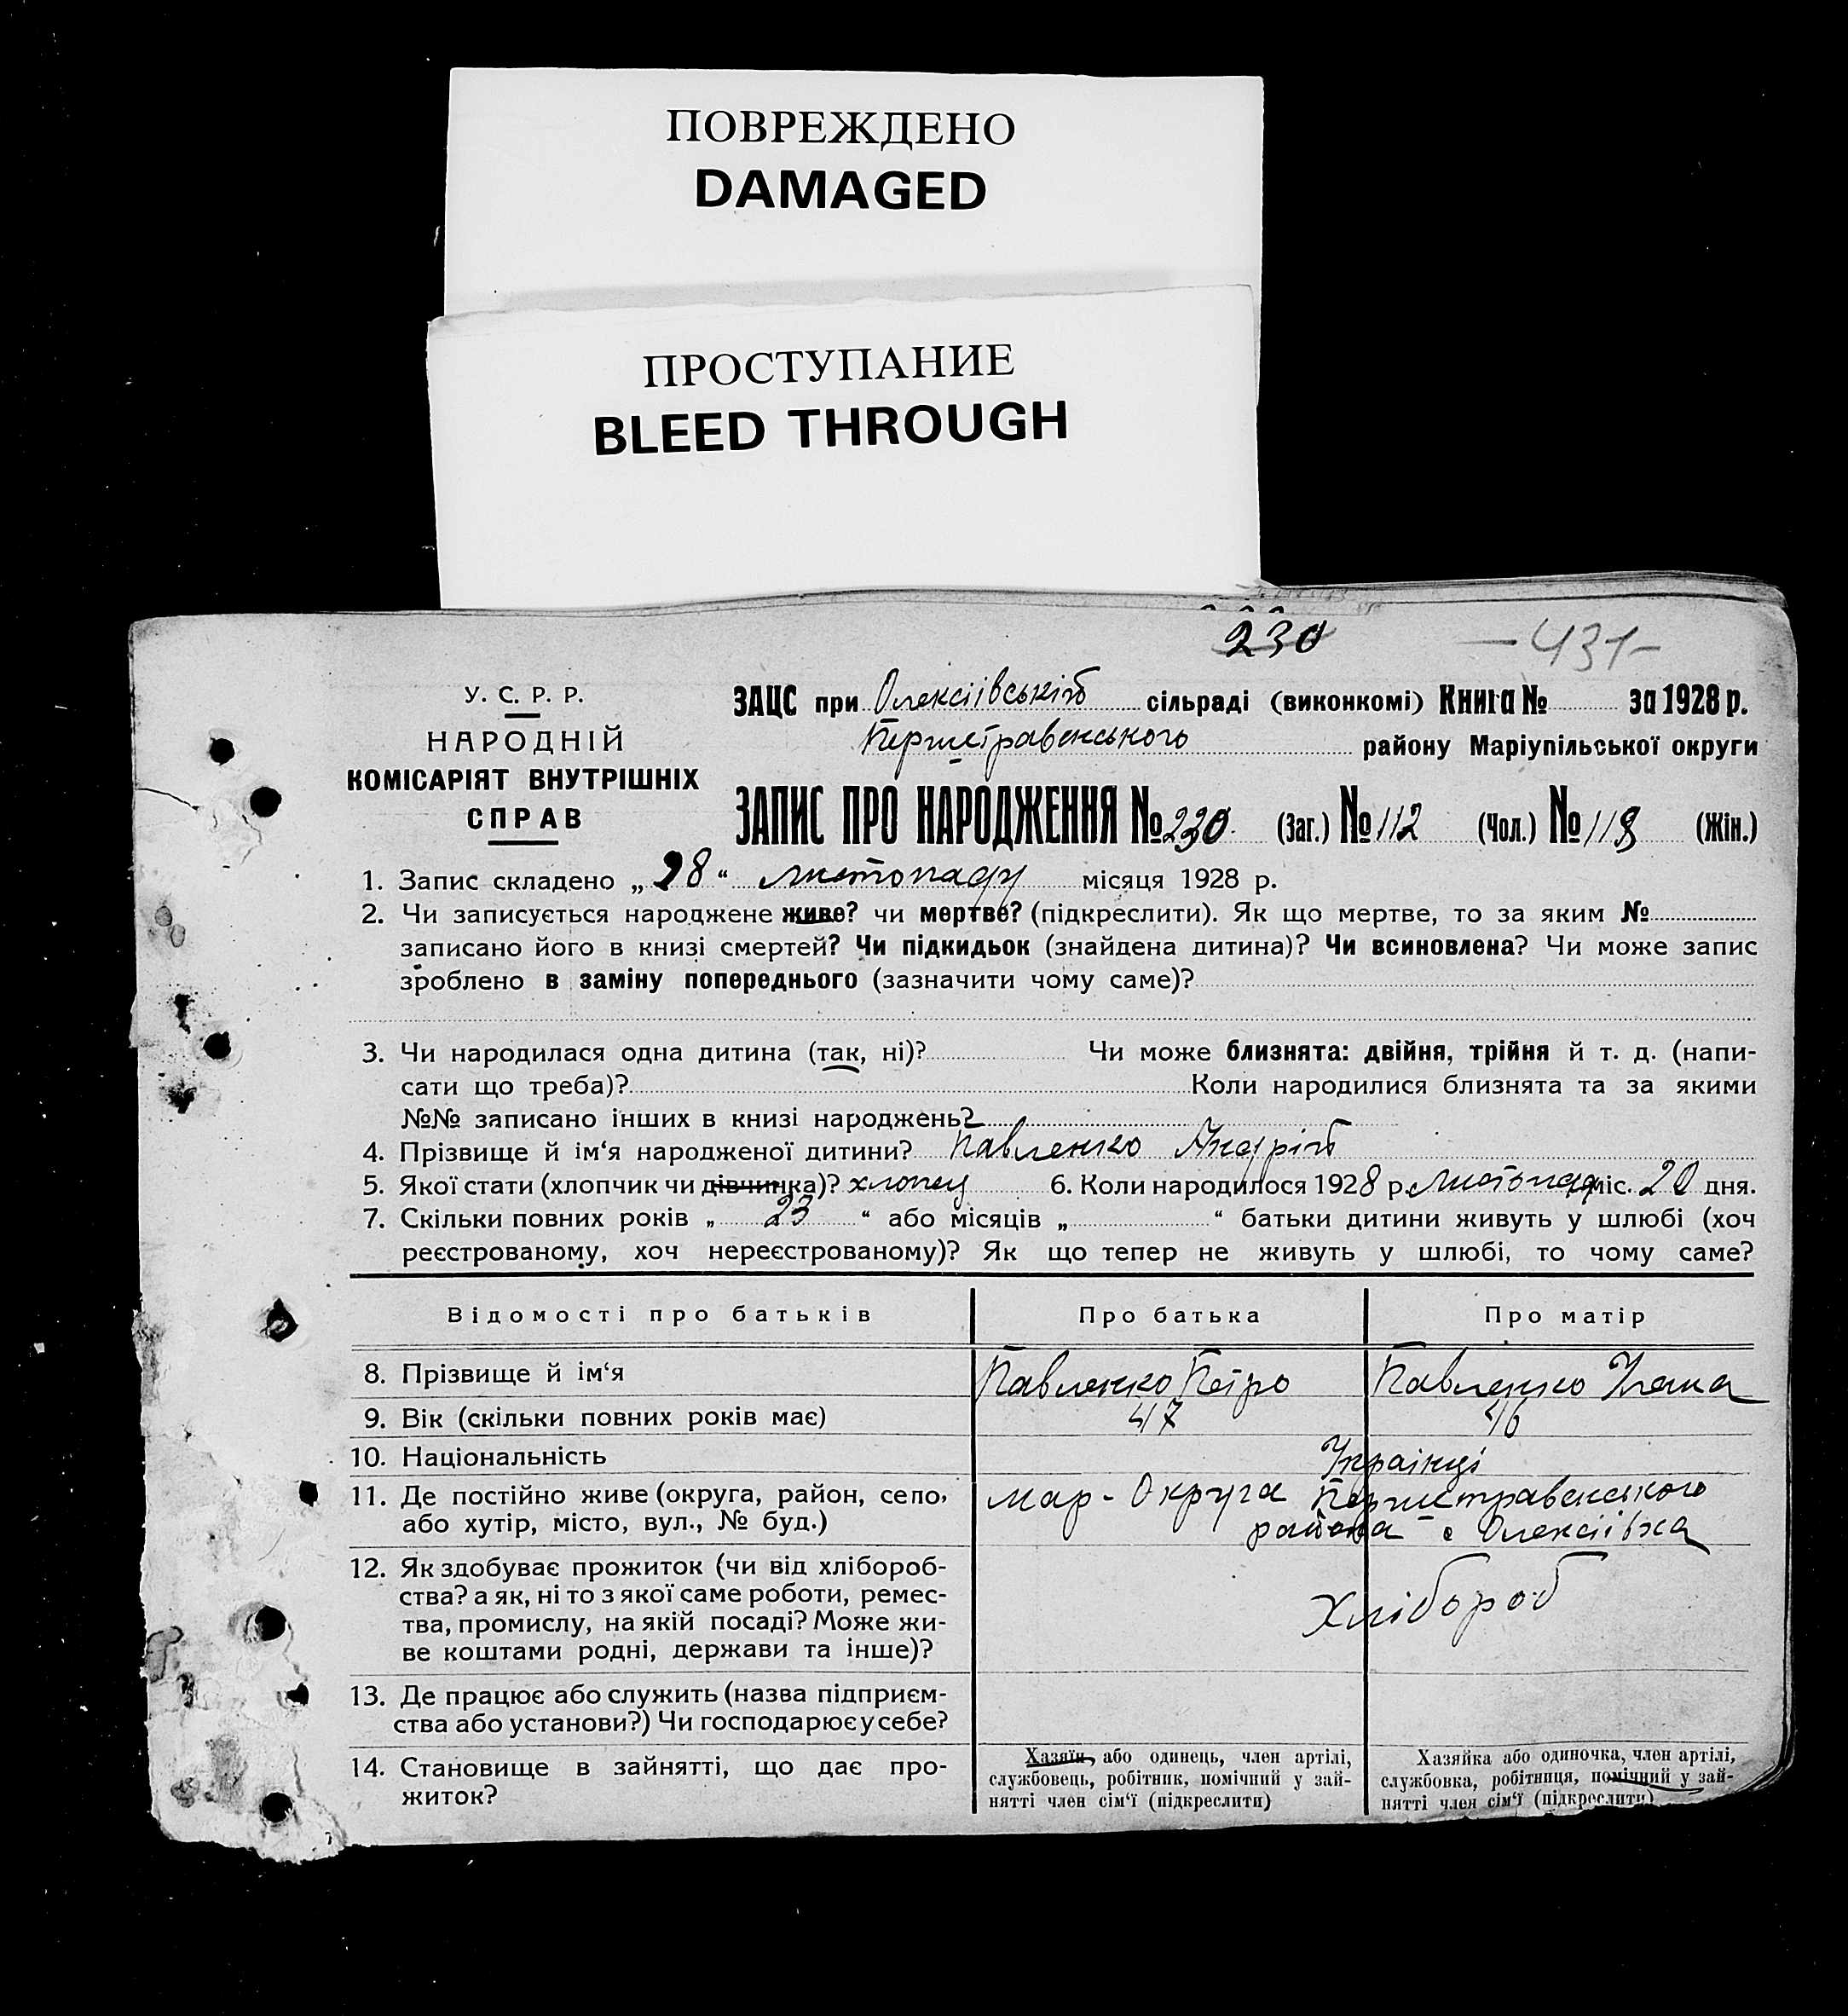 ПОВРЕЖДЕНО
DAMAGED
ПРОСТУПАНИЕ
BLEED THROUGH
230
-431-
У. С. Р. Р.
НАРОДНІЙ
КОМІСАРІЯТ ВНУТРІШНІХ
СПРАВ
ЗАЦС при Олексіївській сільраді (виконкомі) Книга № за 1928 р.
Першетравенського району Маріупільської округи
ЗАПИС ПРО НАРОДЖЕННЯ № 230 (Заг.) № 112 (Чол.) № 118 (Жін.)
1. Запис складено „ 28 “ листопаду місяця 1928 р.
2. Чи записується народжене живе? чи мертве? (підкреслити). Як що мертве, то за яким №
записано його в книзі смертей? Чи підкидьок (знайдена дитина)? Чи всиновлена? Чи може запис
зроблено в заміну попереднього (зазначити чому саме)?
3. Чи народилася одна дитина (так, ні)? Чи може близнята: двійня, трійня й т. д. (напи-
сати що треба)? Коли народилися близнята та за якими
№№ записано інших в книзі народжень?
4. Прізвище й ім‘я народженої дитини? Павленко Андрій
5. Якої стати (хлопчик чи дівчинка)? хлопец 6. Коли народилося 1928 р. листопад міс. 20 дня.
7. Скільки повних років „ 23 “ або місяців „ “ батьки дитини живуть у шлюбі (хоч
реєстрованому, хоч нереєстрованому)? Як що тепер не живуть у шлюбі, то чому саме?
Відомості про батьків Про батька Про матір
8. Прізвище й ім‘я Павленко Петро Павленко
9. Вік (скільки повних років має) 47 46
10. Національність Українці
11. Де постійно живе (округа, район, село, мар-Округа Першетравенського
або хутір, місто, вул., № буд.) района с Олексіївка
12. Як здобуває прожиток (чи від хлібороб-
ства? а як, ні то з якої саме роботи, ремес-
тва, промислу, на якій посаді? Може жи-
ве коштами родні, держави та інше)?
Хлібороб
13. Де працює або служить (назва підприєм-
ства або установи?) Чи господарює у себе?
14. Становище в зайнятті, що дає про-
житок?
Хазяїн, або одинець, член артілі,
службовець, робітник, помічний у зай-
нятті член сім‘ї (підкреслити)
Хазяйка або одиночка, член артілі,
службовка, робітниця, помічний у зай-
нятті член сім‘ї (підкреслити)